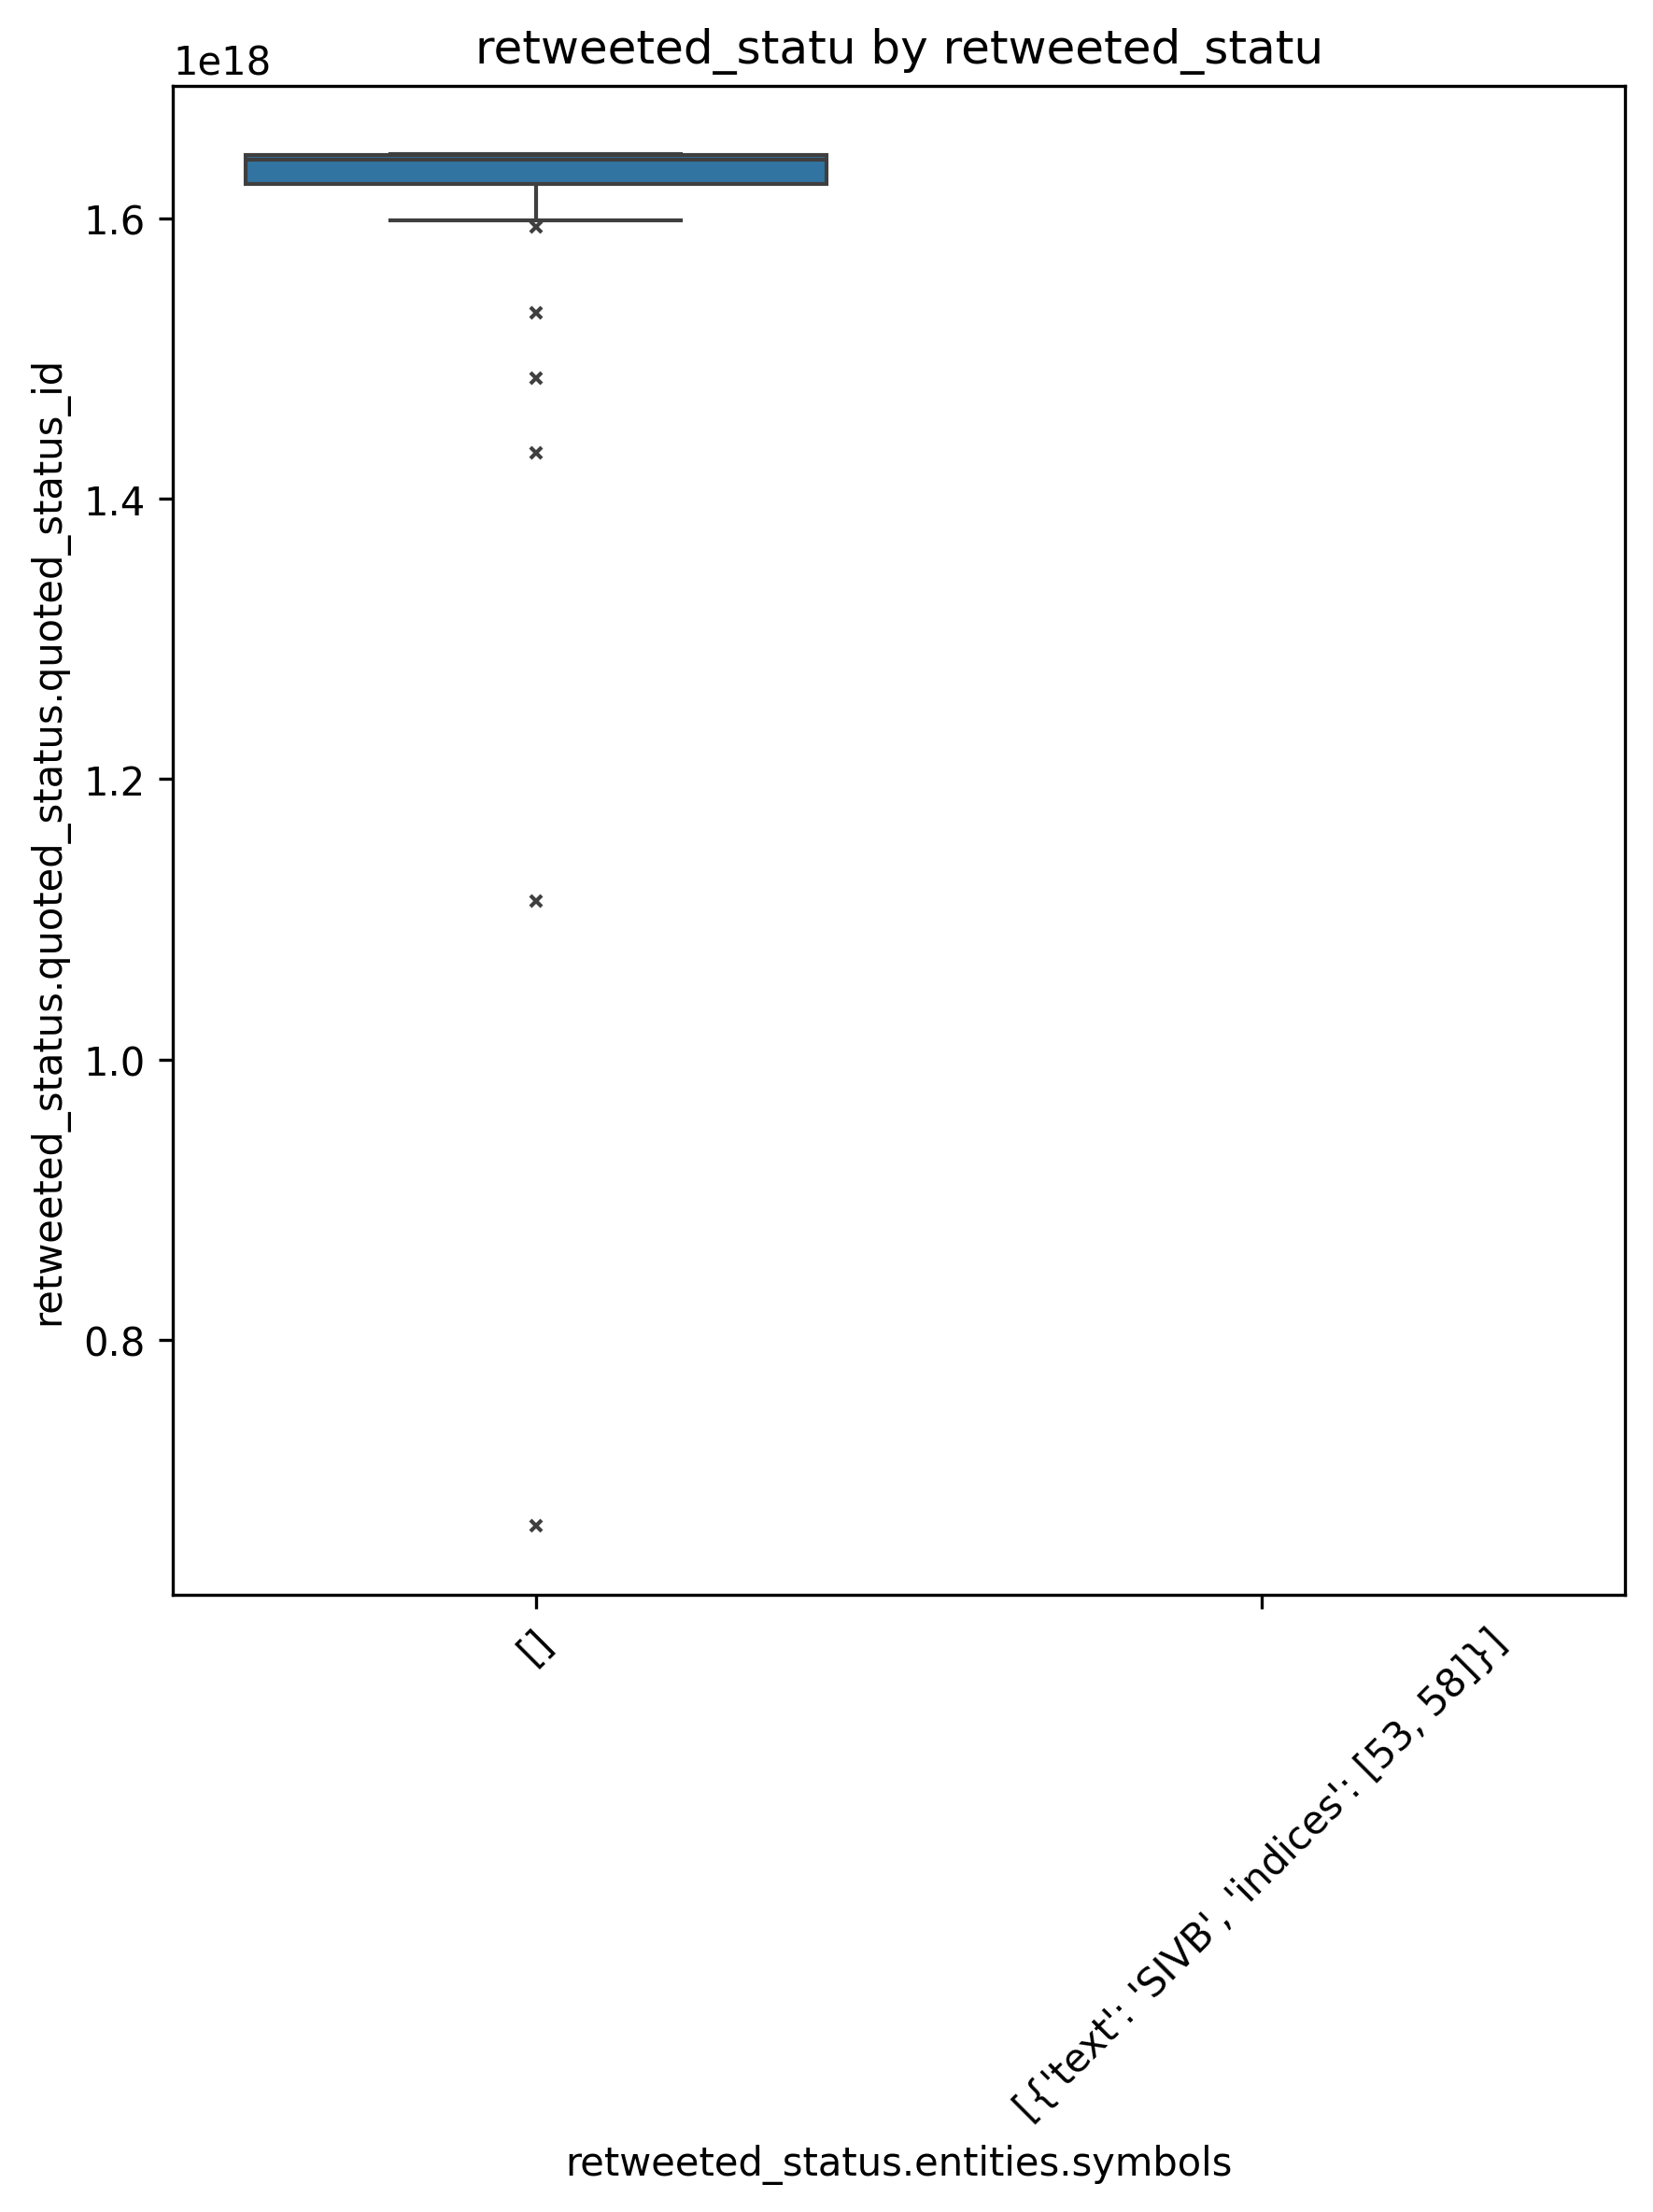 retweeted_statu by retweeted_statu
1e18
1.6
1.4
1.2
1.0
0.8
retweeted_status.quoted_status.quoted_status_id
[]
[{'text': 'SIVB', 'indices': [53, 58]}]
retweeted_status.entities.symbols